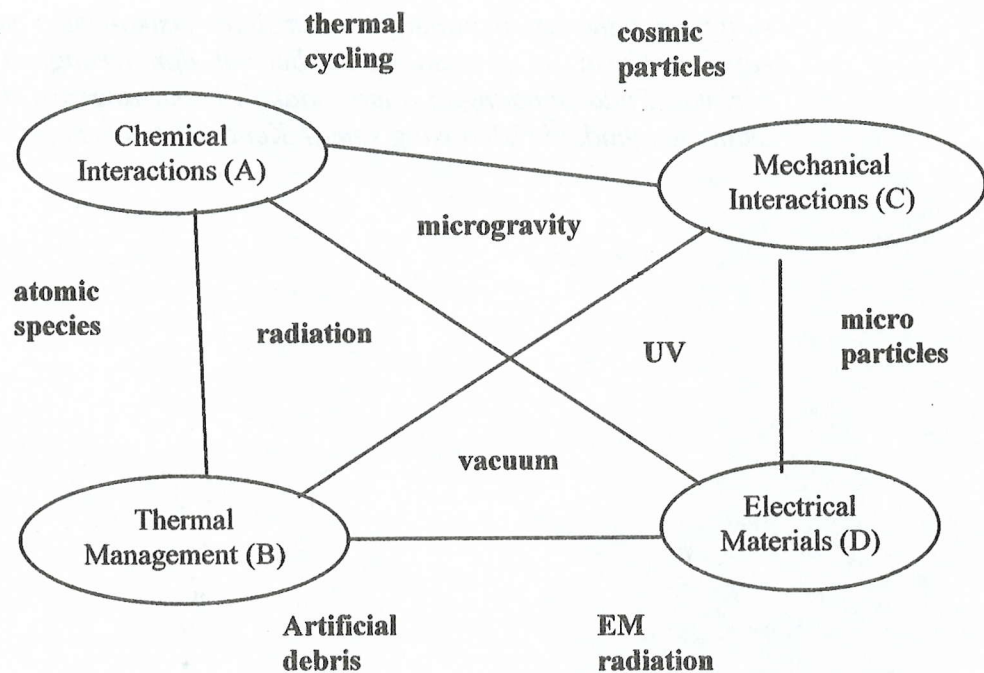 thermal
cycling
cosmic
particles
Chemical
Interactions (A)
Mechanical
Interactions (C)
microgravity
atomic
species
radiation
UV
micro
particles
vacuum
Thermal
Management (B)
Electrical
Materials (D)
Artificial
debris
EM
radiation